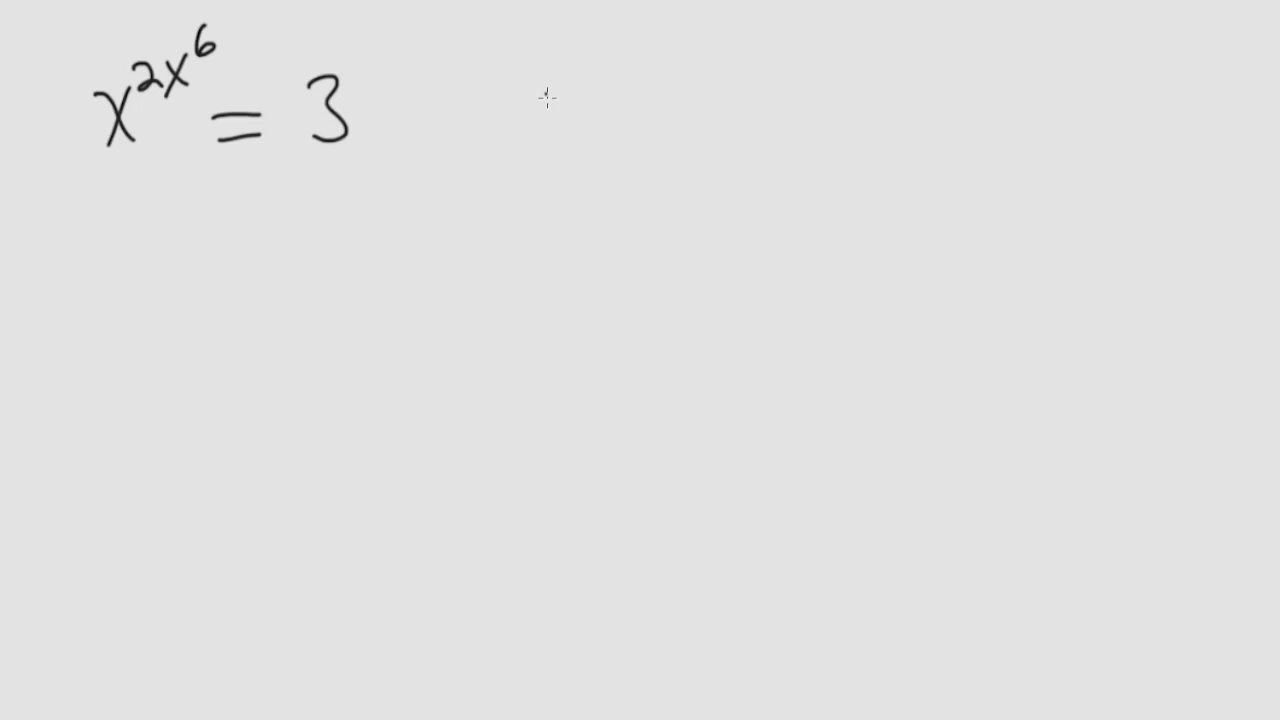 x^{2x^6} = 3